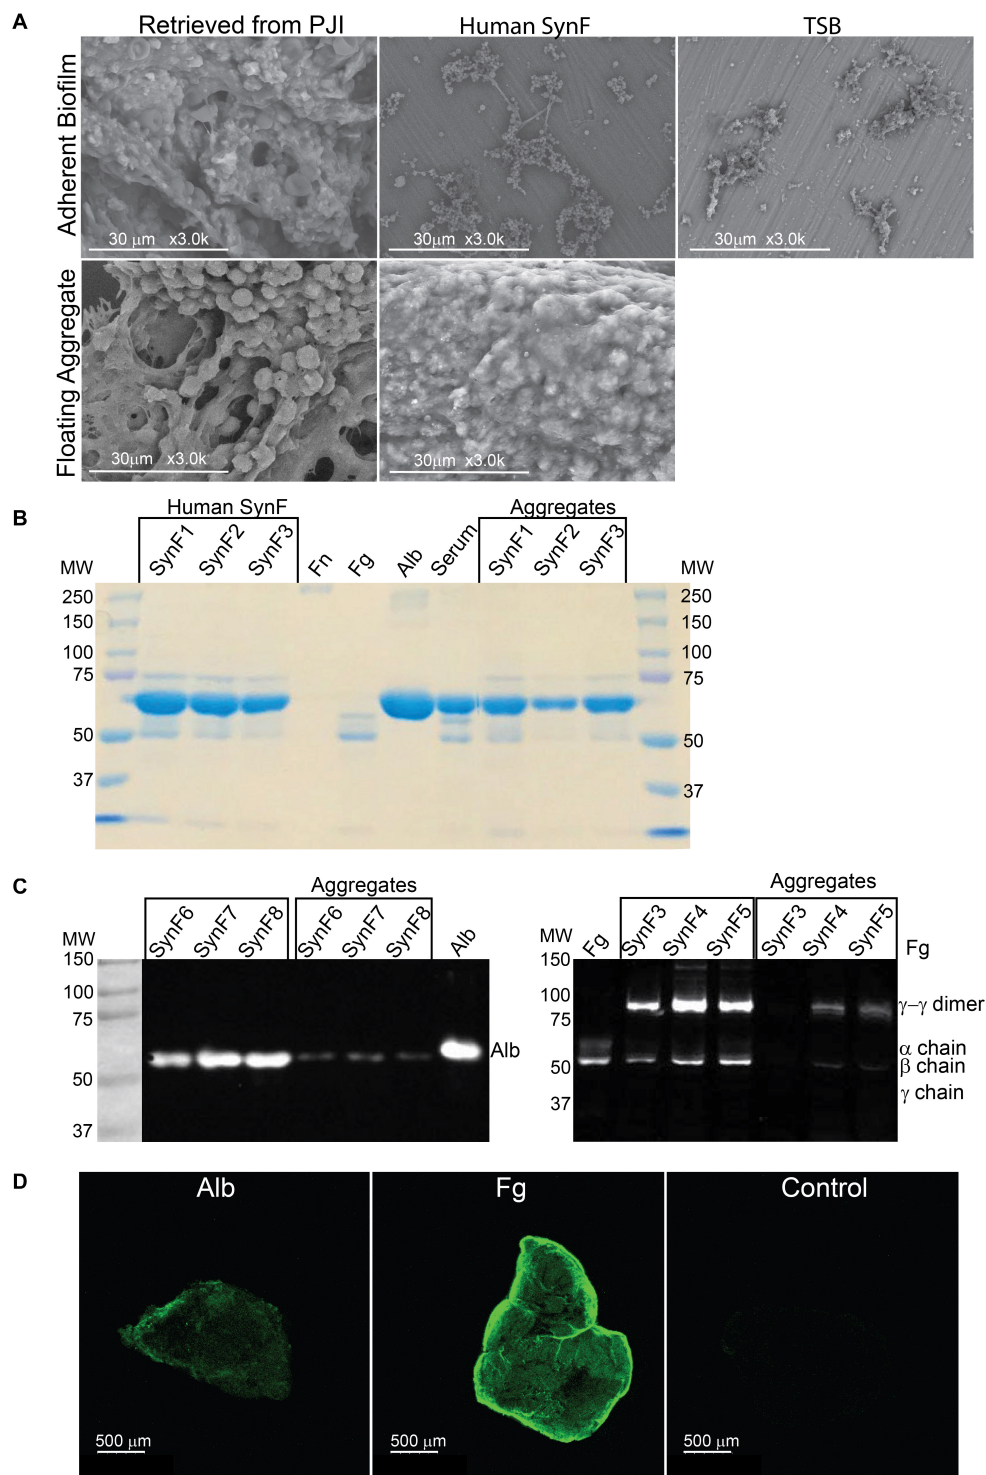 A
Retrieved from PJI
Human SynF
TSB
Adherent Biofilm
30 μm x3.0k
30μm x3.0k
30μm x3.0k
Floating Aggregate
30μm x3.0k
30μm x3.0k
B
Human SynF
Aggregates
MW
SynF1
SynF2
SynF3
Fn
Fg
Alb
Serum
SynF1
SynF2
SynF3
MW
250
150
100
75
50
37
250
150
100
75
50
37
C
Aggregates
MW
SynF6
SynF7
SynF8
SynF6
SynF7
SynF8
Alb
150
100
75
50
37
Alb
Aggregates
MW
Fg
SynF3
SynF4
SynF5
SynF3
SynF4
SynF5
Fg
150
100
75
50
37
γ–γ dimer
α chain
β chain
γ chain
D
Alb
Fg
Control
500 μm
500 μm
500 μm